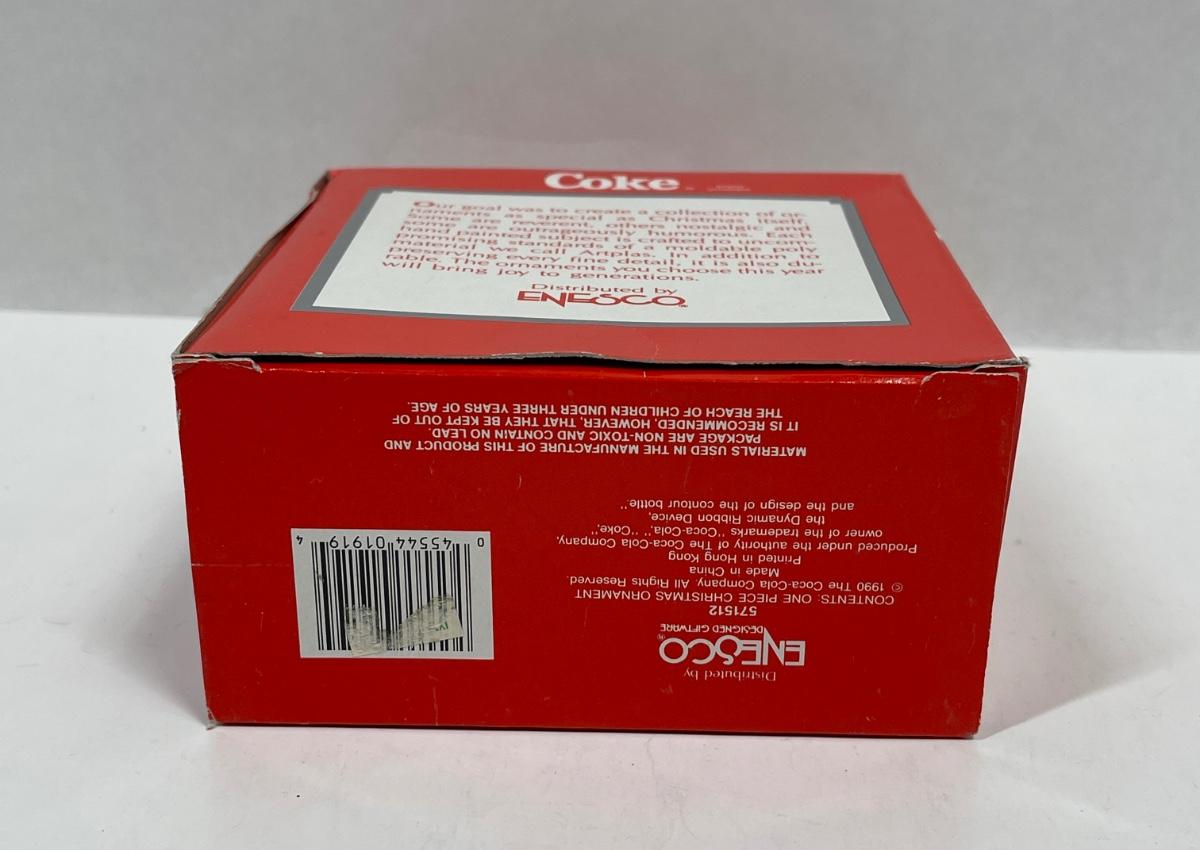 Coke
Our goal was to create a collection of or-
naments as special as Christmas itself.
Some are reverent, others nostalgic and
some are outrageously humorous. Each
hand painted subject is crafted to uncom-
promising standards of a moldable poly
material we call Artplas. In addition to
preserving every fine detail, it is also du-
rable. The ornaments you choose this year
will bring joy to generations.
Distributed by
ENESCO®
Distributed by
ENESCO®
DESIGNED GIFTWARE
571512
CONTENTS: ONE PIECE CHRISTMAS ORNAMENT
© 1990 The Coca-Cola Company. All Rights Reserved.
Made in China
Printed in Hong Kong
Produced under the authority of The Coca-Cola Company,
owner of the trademarks "Coca-Cola," "Coke",
the Dynamic Ribbon Device,
and the design of the contour bottle."
MATERIALS USED IN THE MANUFACTURE OF THIS PRODUCT AND
PACKAGE ARE NON-TOXIC AND CONTAIN NO LEAD.
IT IS RECOMMENDED, HOWEVER, THAT THEY BE KEPT OUT OF
THE REACH OF CHILDREN UNDER THREE YEARS OF AGE.
0 45544 01919 4